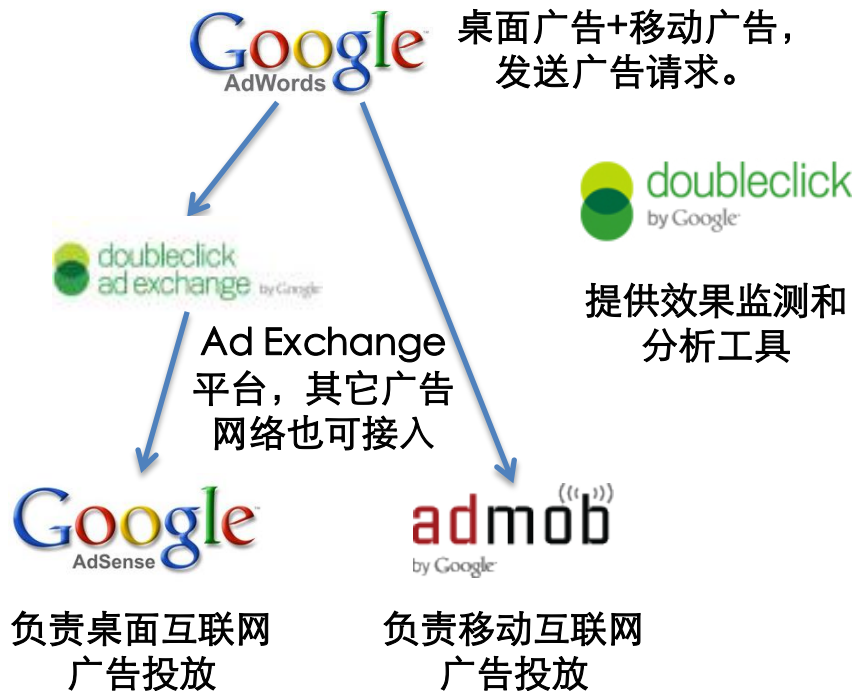 Google
AdWords
桌面广告+移动广告，
发送广告请求。
doubleclick
by Google
doubleclick
ad exchange by Google
提供效果监测和
分析工具
Ad Exchange
平台，其它广告
网络也可接入
Google
AdSense
admob
by Google
负责桌面互联网
广告投放
负责移动互联网
广告投放